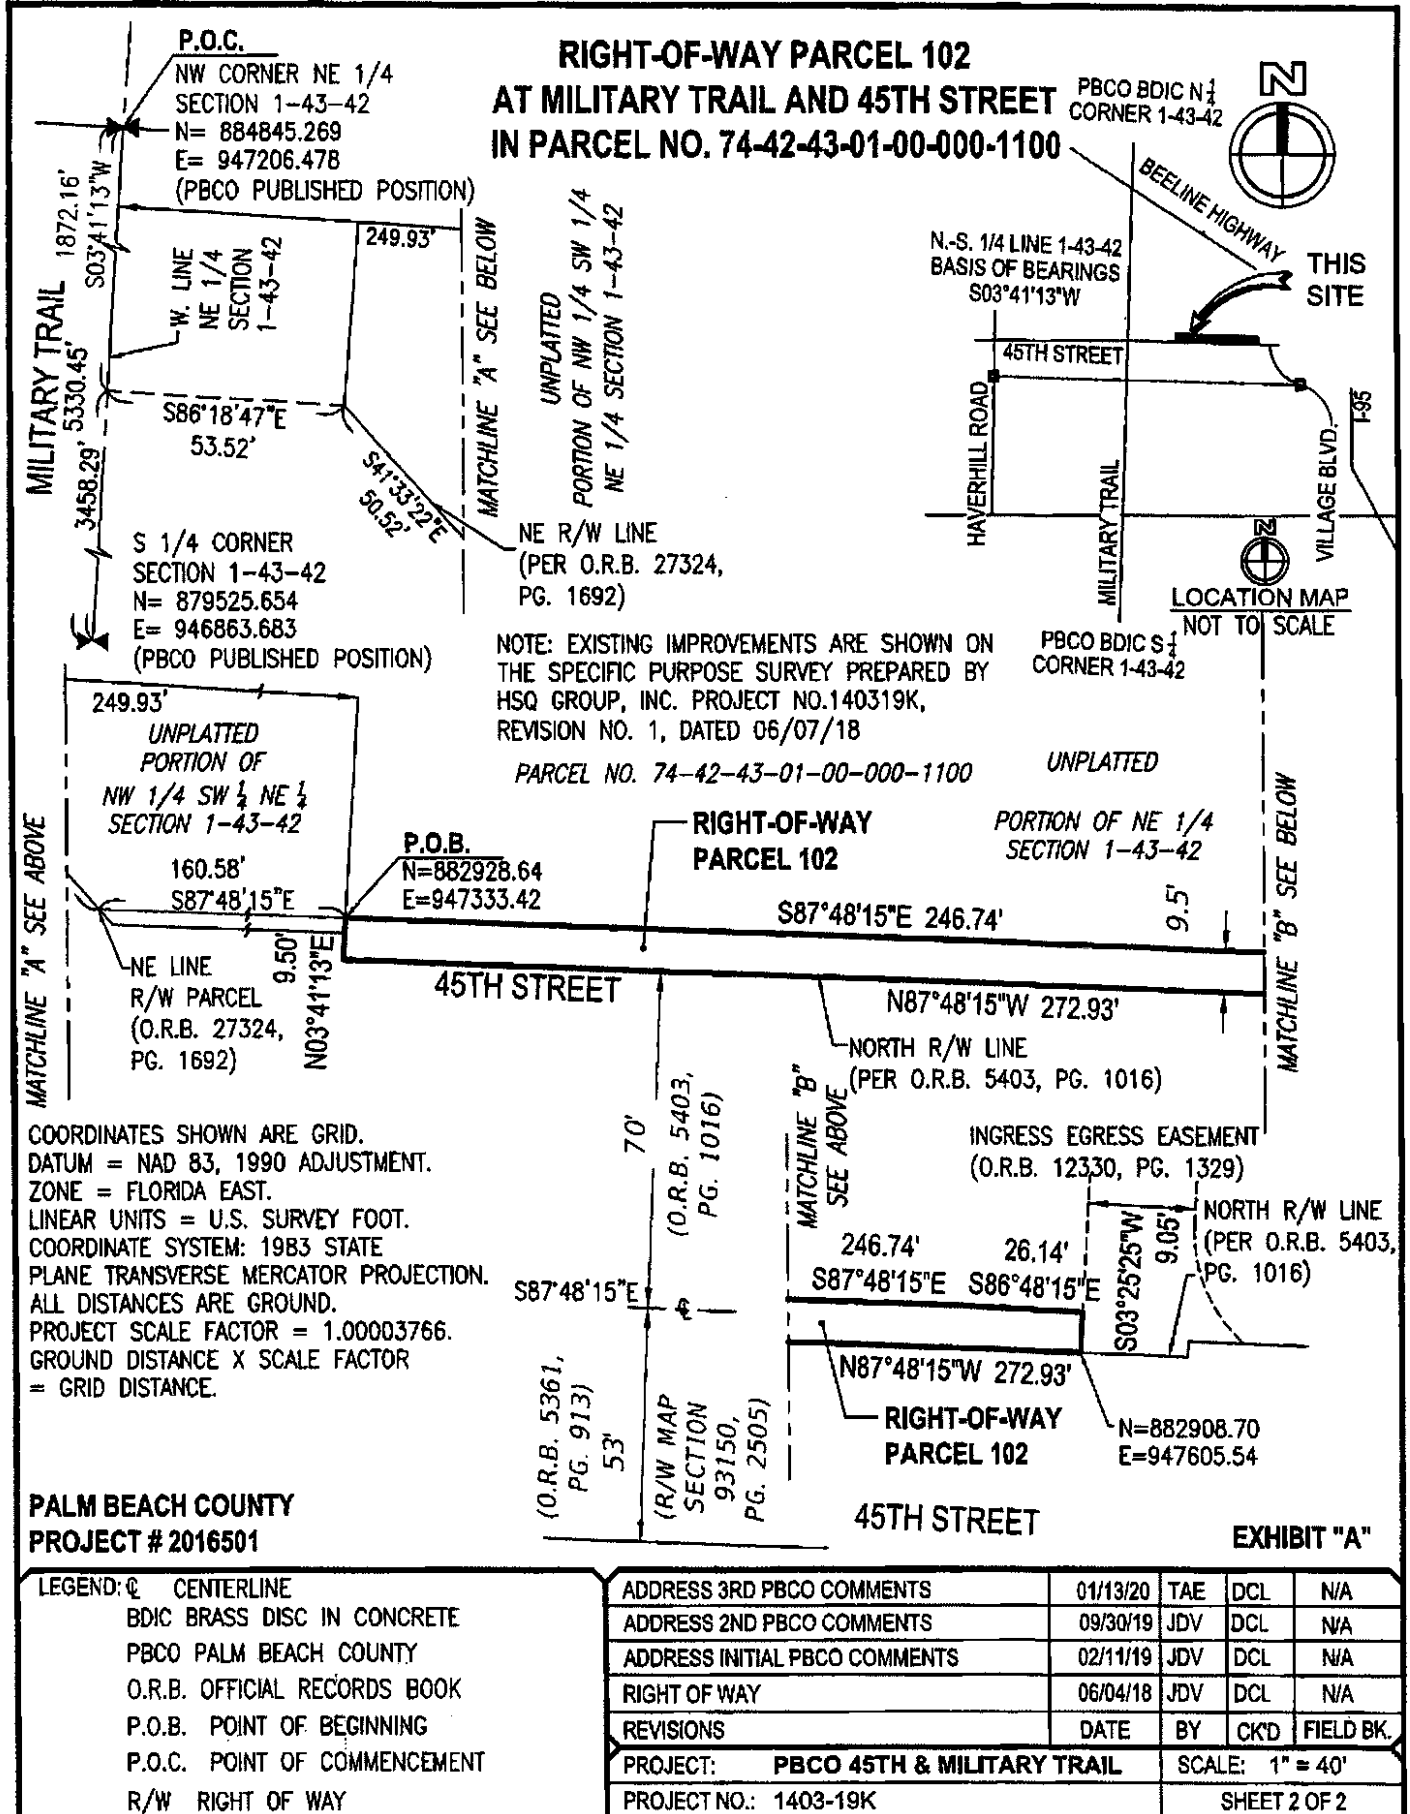 P.O.C.
NW CORNER NE 1/4
SECTION 1-43-42
N= 884845.269
E= 947206.478
(PBCO PUBLISHED POSITION)
RIGHT-OF-WAY PARCEL 102
AT MILITARY TRAIL AND 45TH STREET
IN PARCEL NO. 74-42-43-01-00-000-1100
PBCO BDIC N 1/4
CORNER 1-43-42
N
BEELINE HIGHWAY
THIS
SITE
N.-S. 1/4 LINE 1-43-42
BASIS OF BEARINGS
S03°41'13"W
45TH STREET
HAVERHILL ROAD
MILITARY TRAIL
VILLAGE BLVD.
I-95
N
LOCATION MAP
NOT TO SCALE
PBCO BDIC S 1/4
CORNER 1-43-42
MILITARY TRAIL
1872.16'
S03°41'13"W
5330.45'
3458.29'
W. LINE
NE 1/4
SECTION
1-43-42
249.93'
MATCHLINE "A" SEE BELOW
UNPLATTED
PORTION OF NW 1/4 SW 1/4
NE 1/4 SECTION 1-43-42
S86°18'47"E
53.52'
S41°33'22"E
50.52'
NE R/W LINE
(PER O.R.B. 27324,
PG. 1692)
S 1/4 CORNER
SECTION 1-43-42
N= 879525.654
E= 946863.683
(PBCO PUBLISHED POSITION)
NOTE: EXISTING IMPROVEMENTS ARE SHOWN ON
THE SPECIFIC PURPOSE SURVEY PREPARED BY
HSQ GROUP, INC. PROJECT NO.140319K,
REVISION NO. 1, DATED 06/07/18
249.93'
UNPLATTED
PORTION OF
NW 1/4 SW 1/4 NE 1/4
SECTION 1-43-42
PARCEL NO. 74-42-43-01-00-000-1100
UNPLATTED
PORTION OF NE 1/4
SECTION 1-43-42
RIGHT-OF-WAY
PARCEL 102
MATCHLINE "A" SEE ABOVE
160.58'
S87°48'15"E
P.O.B.
N=882928.64
E=947333.42
S87°48'15"E 246.74'
9.5'
MATCHLINE "B" SEE BELOW
NE LINE
R/W PARCEL
(O.R.B. 27324,
PG. 1692)
9.50'
N03°41'13"E
45TH STREET
N87°48'15"W 272.93'
NORTH R/W LINE
(PER O.R.B. 5403, PG. 1016)
70'
(O.R.B. 5403,
PG. 1016)
MATCHLINE "B"
SEE ABOVE
INGRESS EGRESS EASEMENT
(O.R.B. 12330, PG. 1329)
COORDINATES SHOWN ARE GRID.
DATUM = NAD 83, 1990 ADJUSTMENT.
ZONE = FLORIDA EAST.
LINEAR UNITS = U.S. SURVEY FOOT.
COORDINATE SYSTEM: 1983 STATE
PLANE TRANSVERSE MERCATOR PROJECTION.
ALL DISTANCES ARE GROUND.
PROJECT SCALE FACTOR = 1.00003766.
GROUND DISTANCE X SCALE FACTOR
= GRID DISTANCE.
S87°48'15"E
℄
246.74'
S87°48'15"E
26.14'
S86°48'15"E
S03°25'25"W
9.05'
NORTH R/W LINE
(PER O.R.B. 5403,
PG. 1016)
N87°48'15"W 272.93'
RIGHT-OF-WAY
PARCEL 102
N=882908.70
E=947605.54
(O.R.B. 5361,
PG. 913)
53'
(R/W MAP
SECTION
93150,
PG. 2505)
45TH STREET
PALM BEACH COUNTY
PROJECT # 2016501
EXHIBIT "A"
LEGEND: ℄ CENTERLINE
BDIC BRASS DISC IN CONCRETE
PBCO PALM BEACH COUNTY
O.R.B. OFFICIAL RECORDS BOOK
P.O.B. POINT OF BEGINNING
P.O.C. POINT OF COMMENCEMENT
R/W RIGHT OF WAY
ADDRESS 3RD PBCO COMMENTS 01/13/20 TAE DCL N/A
ADDRESS 2ND PBCO COMMENTS 09/30/19 JDV DCL N/A
ADDRESS INITIAL PBCO COMMENTS 02/11/19 JDV DCL N/A
RIGHT OF WAY 06/04/18 JDV DCL N/A
REVISIONS DATE BY CK'D FIELD BK.
PROJECT: PBCO 45TH & MILITARY TRAIL SCALE: 1" = 40'
PROJECT NO.: 1403-19K SHEET 2 OF 2